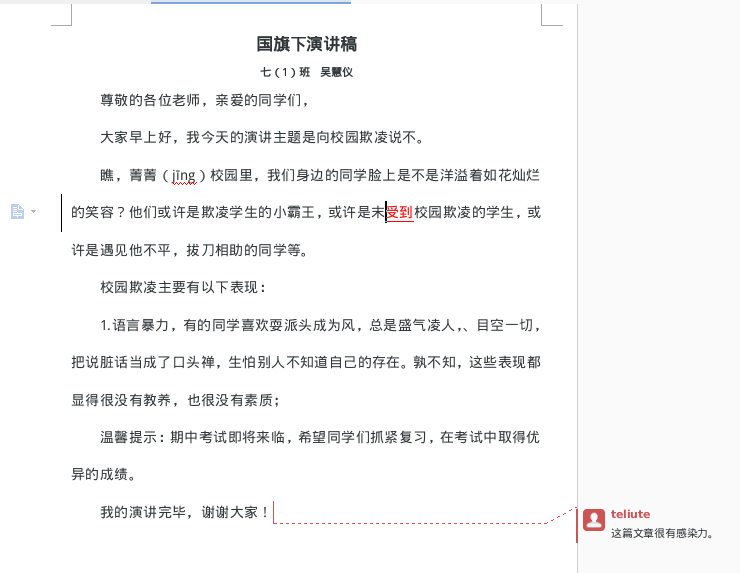 国旗下演讲稿
七（1）班　吴慧仪
尊敬的各位老师，亲爱的同学们，
大家早上好，我今天的演讲主题是向校园欺凌说不。
瞧，菁菁（jīng）校园里，我们身边的同学脸上是不是洋溢着如花灿烂
的笑容？他们或许是欺凌学生的小霸王，或许是末受到校园欺凌的学生，或
许是遇见他不平，拔刀相助的同学等。
校园欺凌主要有以下表现：
1.语言暴力，有的同学喜欢耍派头成为风，总是盛气凌人，、目空一切，
把说脏话当成了口头禅，生怕别人不知道自己的存在。孰不知，这些表现都
显得很没有教养，也很没有素质；
温馨提示：期中考试即将来临，希望同学们抓紧复习，在考试中取得优
异的成绩。
我的演讲完毕，谢谢大家！
teliute
这篇文章很有感染力。